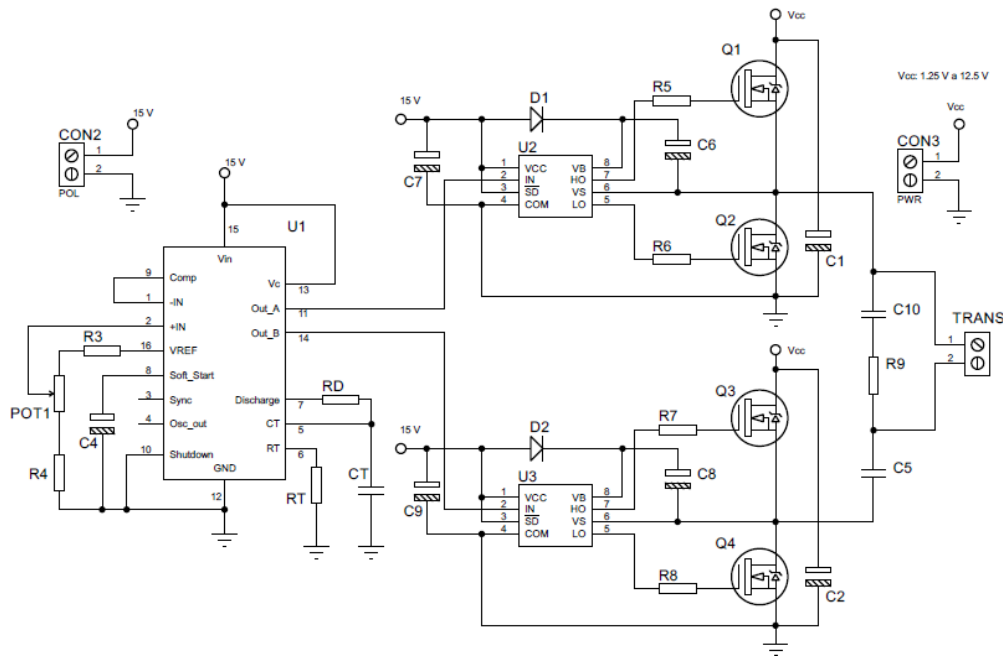 CON2
15 V
1
2
POL
15 V
U1
15
Vin
9
Comp
1
-IN
2
+IN
16
VREF
8
Soft_Start
3
Sync
4
Osc_out
10
Shutdown
GND
12
Vc
13
Out_A
11
Out_B
14
Discharge
7
CT
5
RT
6
R3
POT1
R4
C4
RD
RT
CT
15 V
D1
C7
U2
1
VCC
2
IN
3
SD
4
COM
VB
8
HO
7
VS
6
LO
5
R5
C6
R6
Q1
Vcc
Q2
C1
15 V
D2
C9
U3
1
VCC
2
IN
3
SD
4
COM
VB
8
HO
7
VS
6
LO
5
R7
C8
R8
Vcc
Q3
Q4
C2
Vcc: 1.25 V a 12.5 V
Vcc
CON3
1
2
PWR
C10
R9
C5
TRANS
1
2